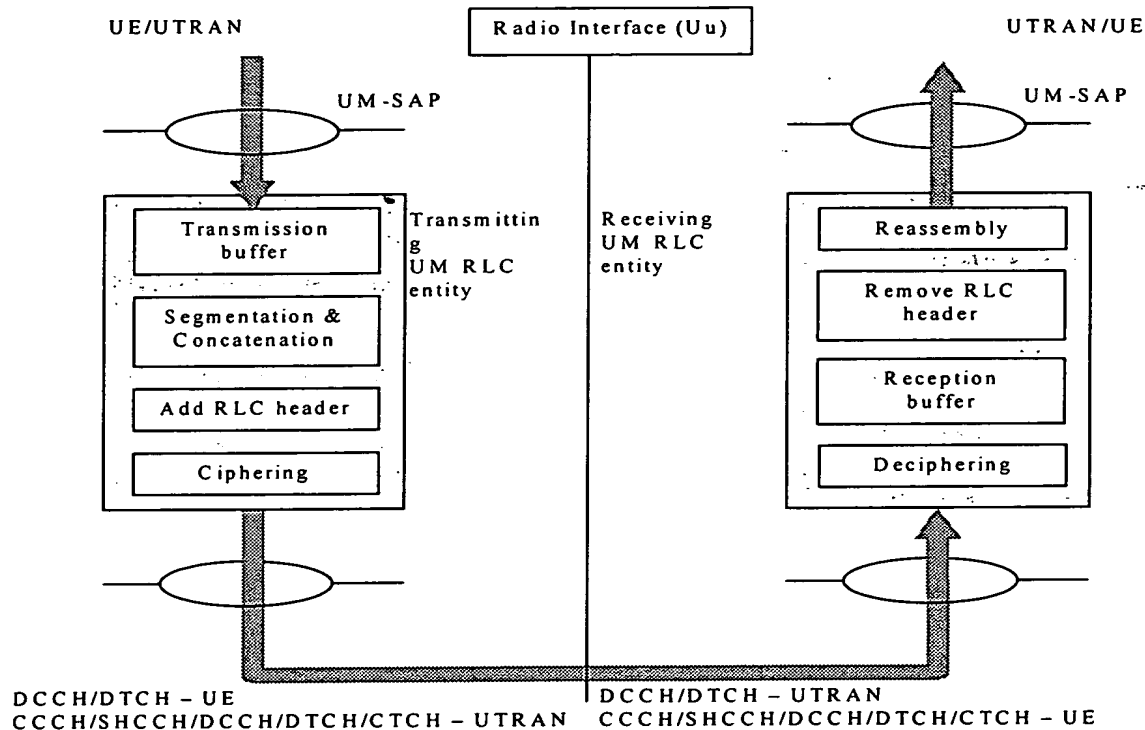 UE/UTRAN
Radio Interface (Uu)
UTRAN/UE
UM-SAP
UM-SAP
Transmission
buffer
Segmentation &
Concatenation
Add RLC header
Ciphering
Transmittin
g
UM RLC
entity
Receiving
UM RLC
entity
Reassembly
Remove RLC
header
Reception
buffer
Deciphering
DCCH/DTCH – UE
CCCH/SHCCH/DCCH/DTCH/CTCH – UTRAN
DCCH/DTCH – UTRAN
CCCH/SHCCH/DCCH/DTCH/CTCH – UE